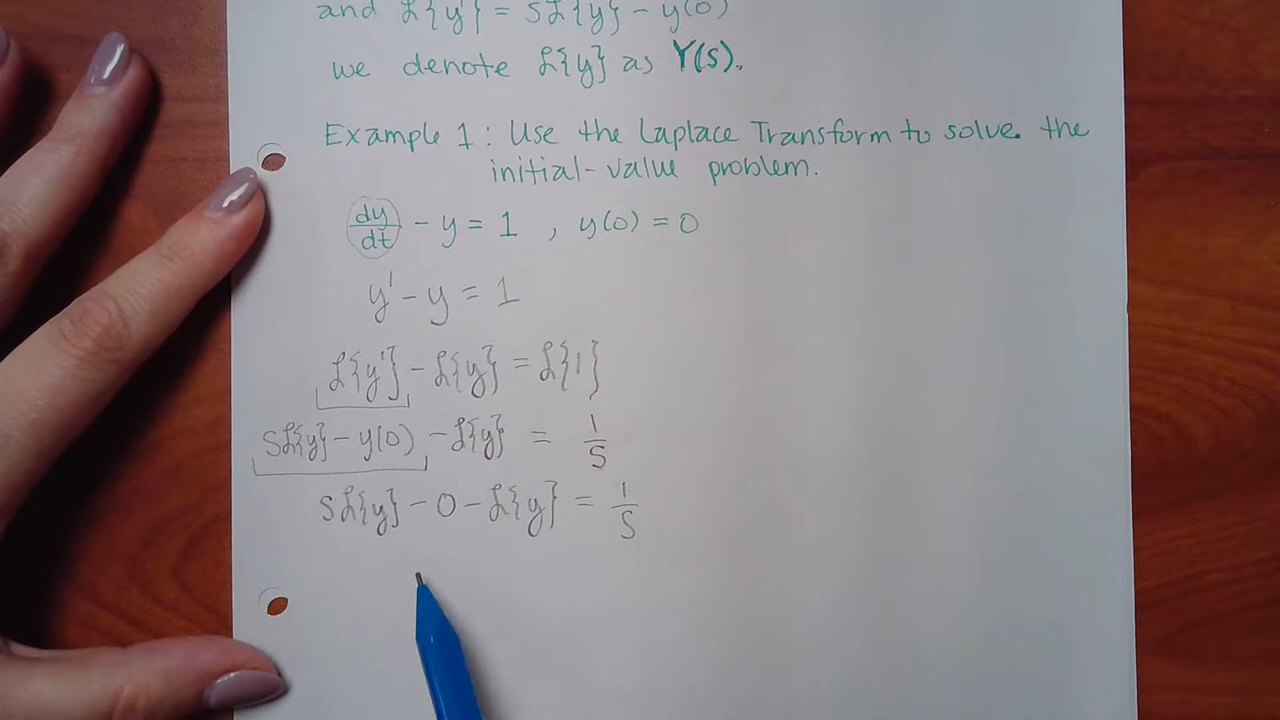 and ℒ{y'} = sℒ{y} - y(0)
we denote ℒ{y} as Y(s).
Example 1: Use the Laplace Transform to solve the
initial-value problem.
dy/dt - y = 1 , y(0) = 0
y' - y = 1
ℒ{y'} - ℒ{y} = ℒ{1}
sℒ{y} - y(0) - ℒ{y} = 1/s
sℒ{y} - 0 - ℒ{y} = 1/s